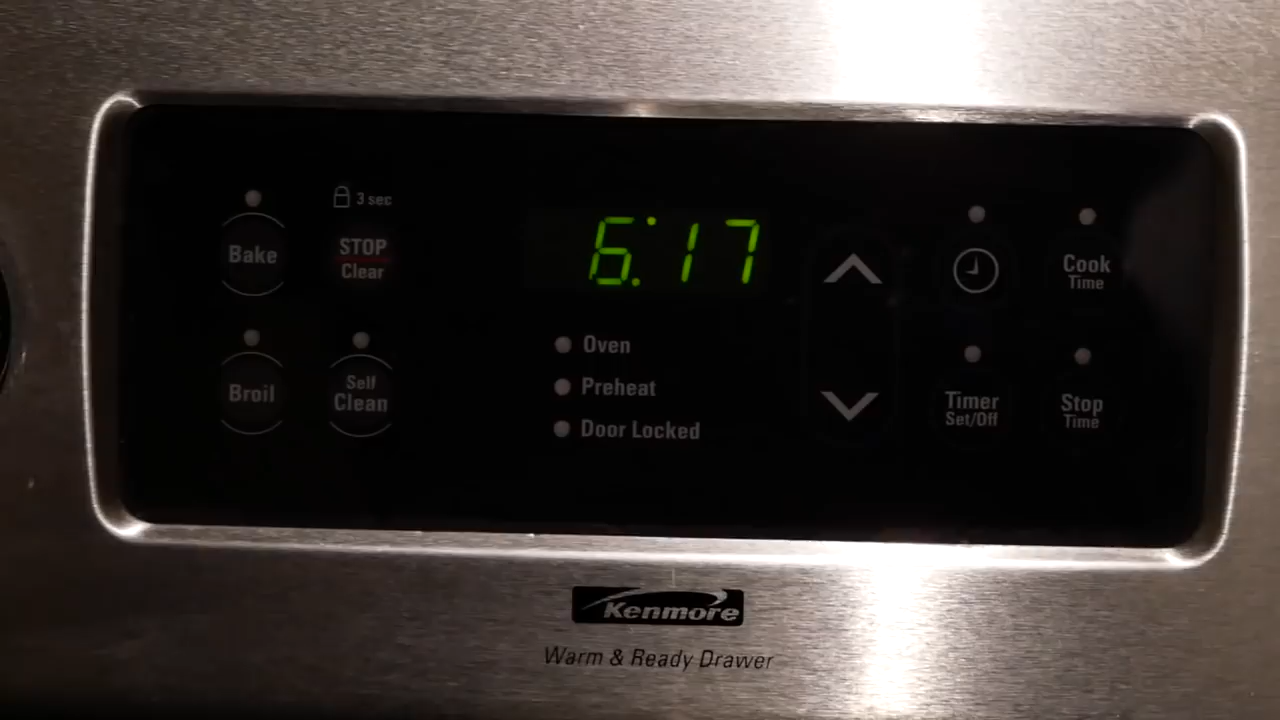 3 sec
Bake
STOP
Clear
Broil
Self
Clean
6:17
Oven
Preheat
Door Locked
Cook
Time
Timer
Set/Off
Stop
Time
Kenmore
Warm & Ready Drawer